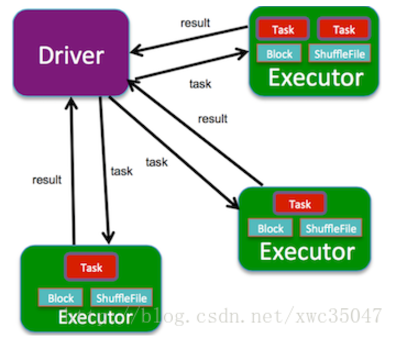 result
Task Task
Driver
Block ShuffleFile
Executor
task
result
task
result
task
Task
Block ShuffleFile
Executor
Task
Block ShuffleFile
Executor
http://blog.csdn.net/xwc35047